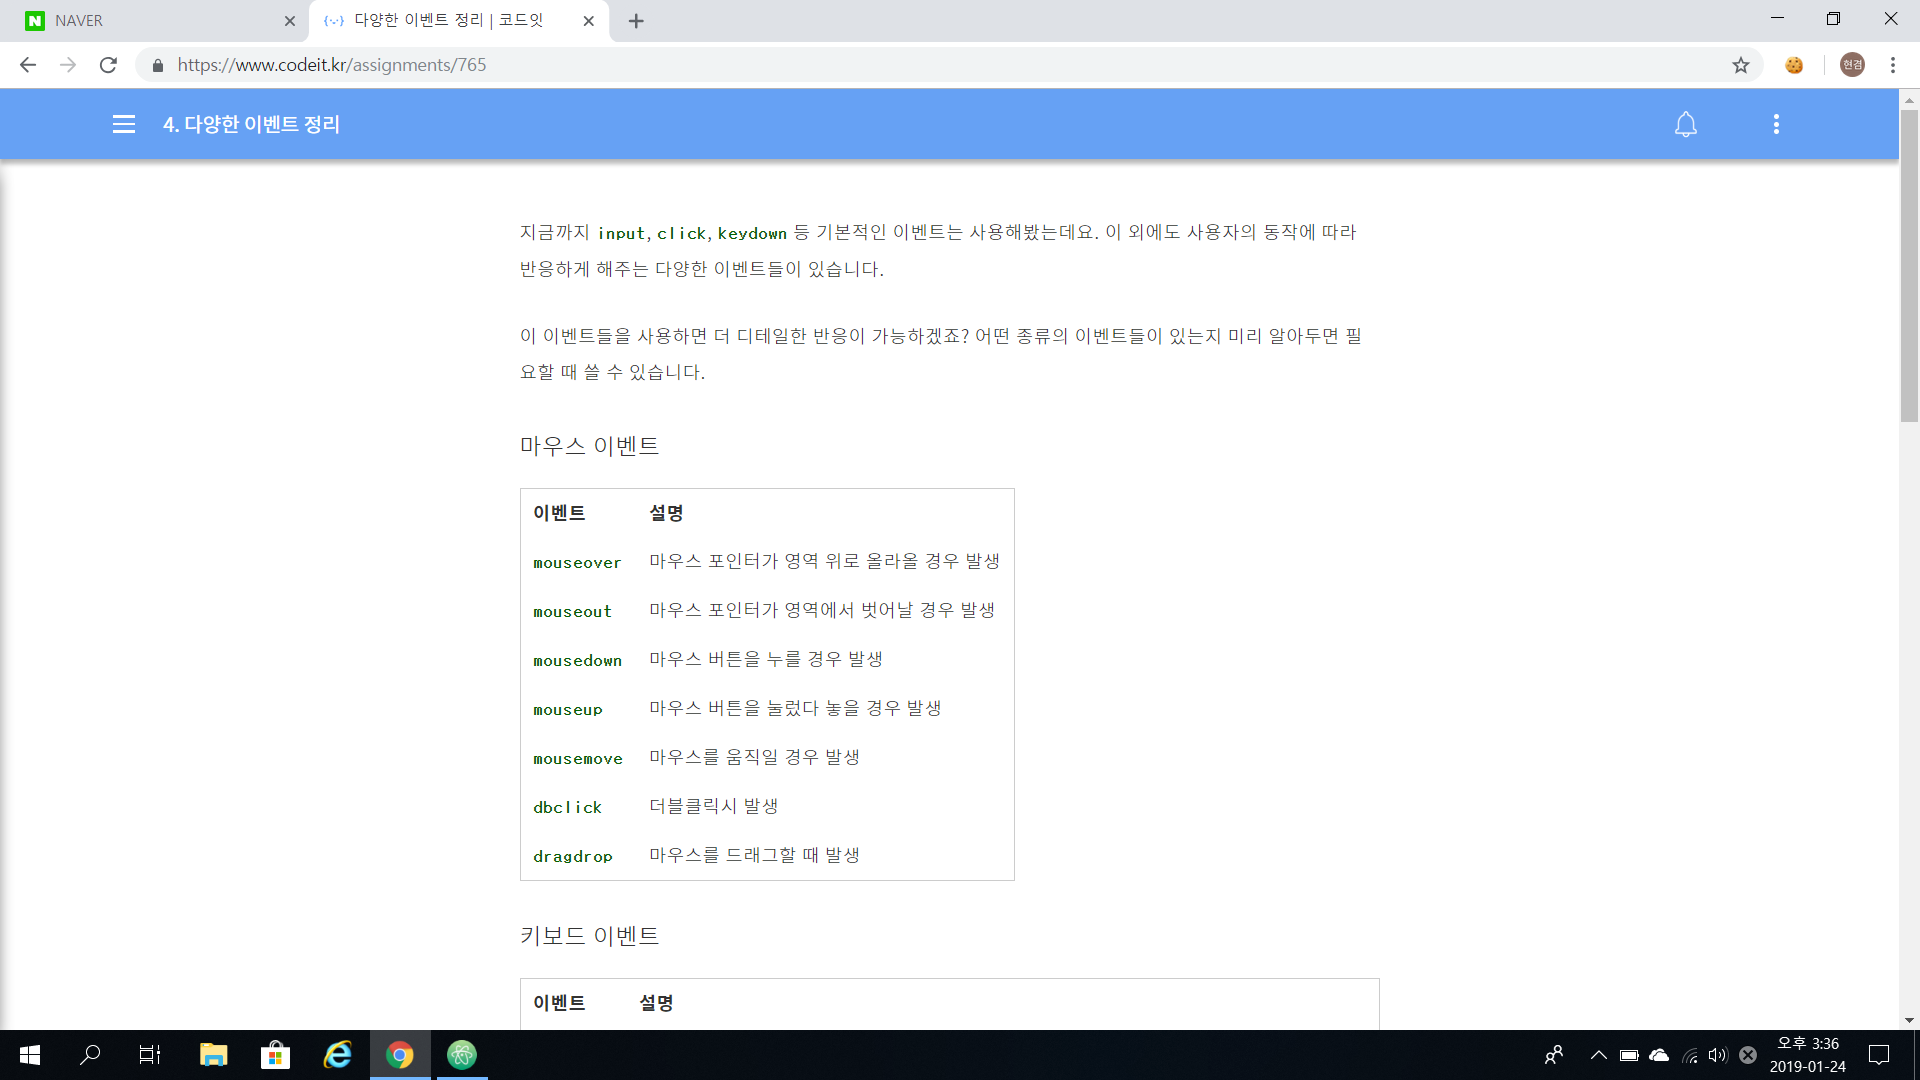 NAVER
다양한 이벤트 정리 | 코드잇
https://www.codeit.kr/assignments/765
현겸
4. 다양한 이벤트 정리
지금까지 input, click, keydown 등 기본적인 이벤트는 사용해봤는데요. 이 외에도 사용자의 동작에 따라
반응하게 해주는 다양한 이벤트들이 있습니다.
이 이벤트들을 사용하면 더 디테일한 반응이 가능하겠죠? 어떤 종류의 이벤트들이 있는지 미리 알아두면 필
요할 때 쓸 수 있습니다.
마우스 이벤트
이벤트 설명
mouseover 마우스 포인터가 영역 위로 올라올 경우 발생
mouseout 마우스 포인터가 영역에서 벗어날 경우 발생
mousedown 마우스 버튼을 누를 경우 발생
mouseup 마우스 버튼을 눌렀다 놓을 경우 발생
mousemove 마우스를 움직일 경우 발생
dbclick 더블클릭시 발생
dragdrop 마우스를 드래그할 때 발생
키보드 이벤트
이벤트 설명
오후 3:36
2019-01-24